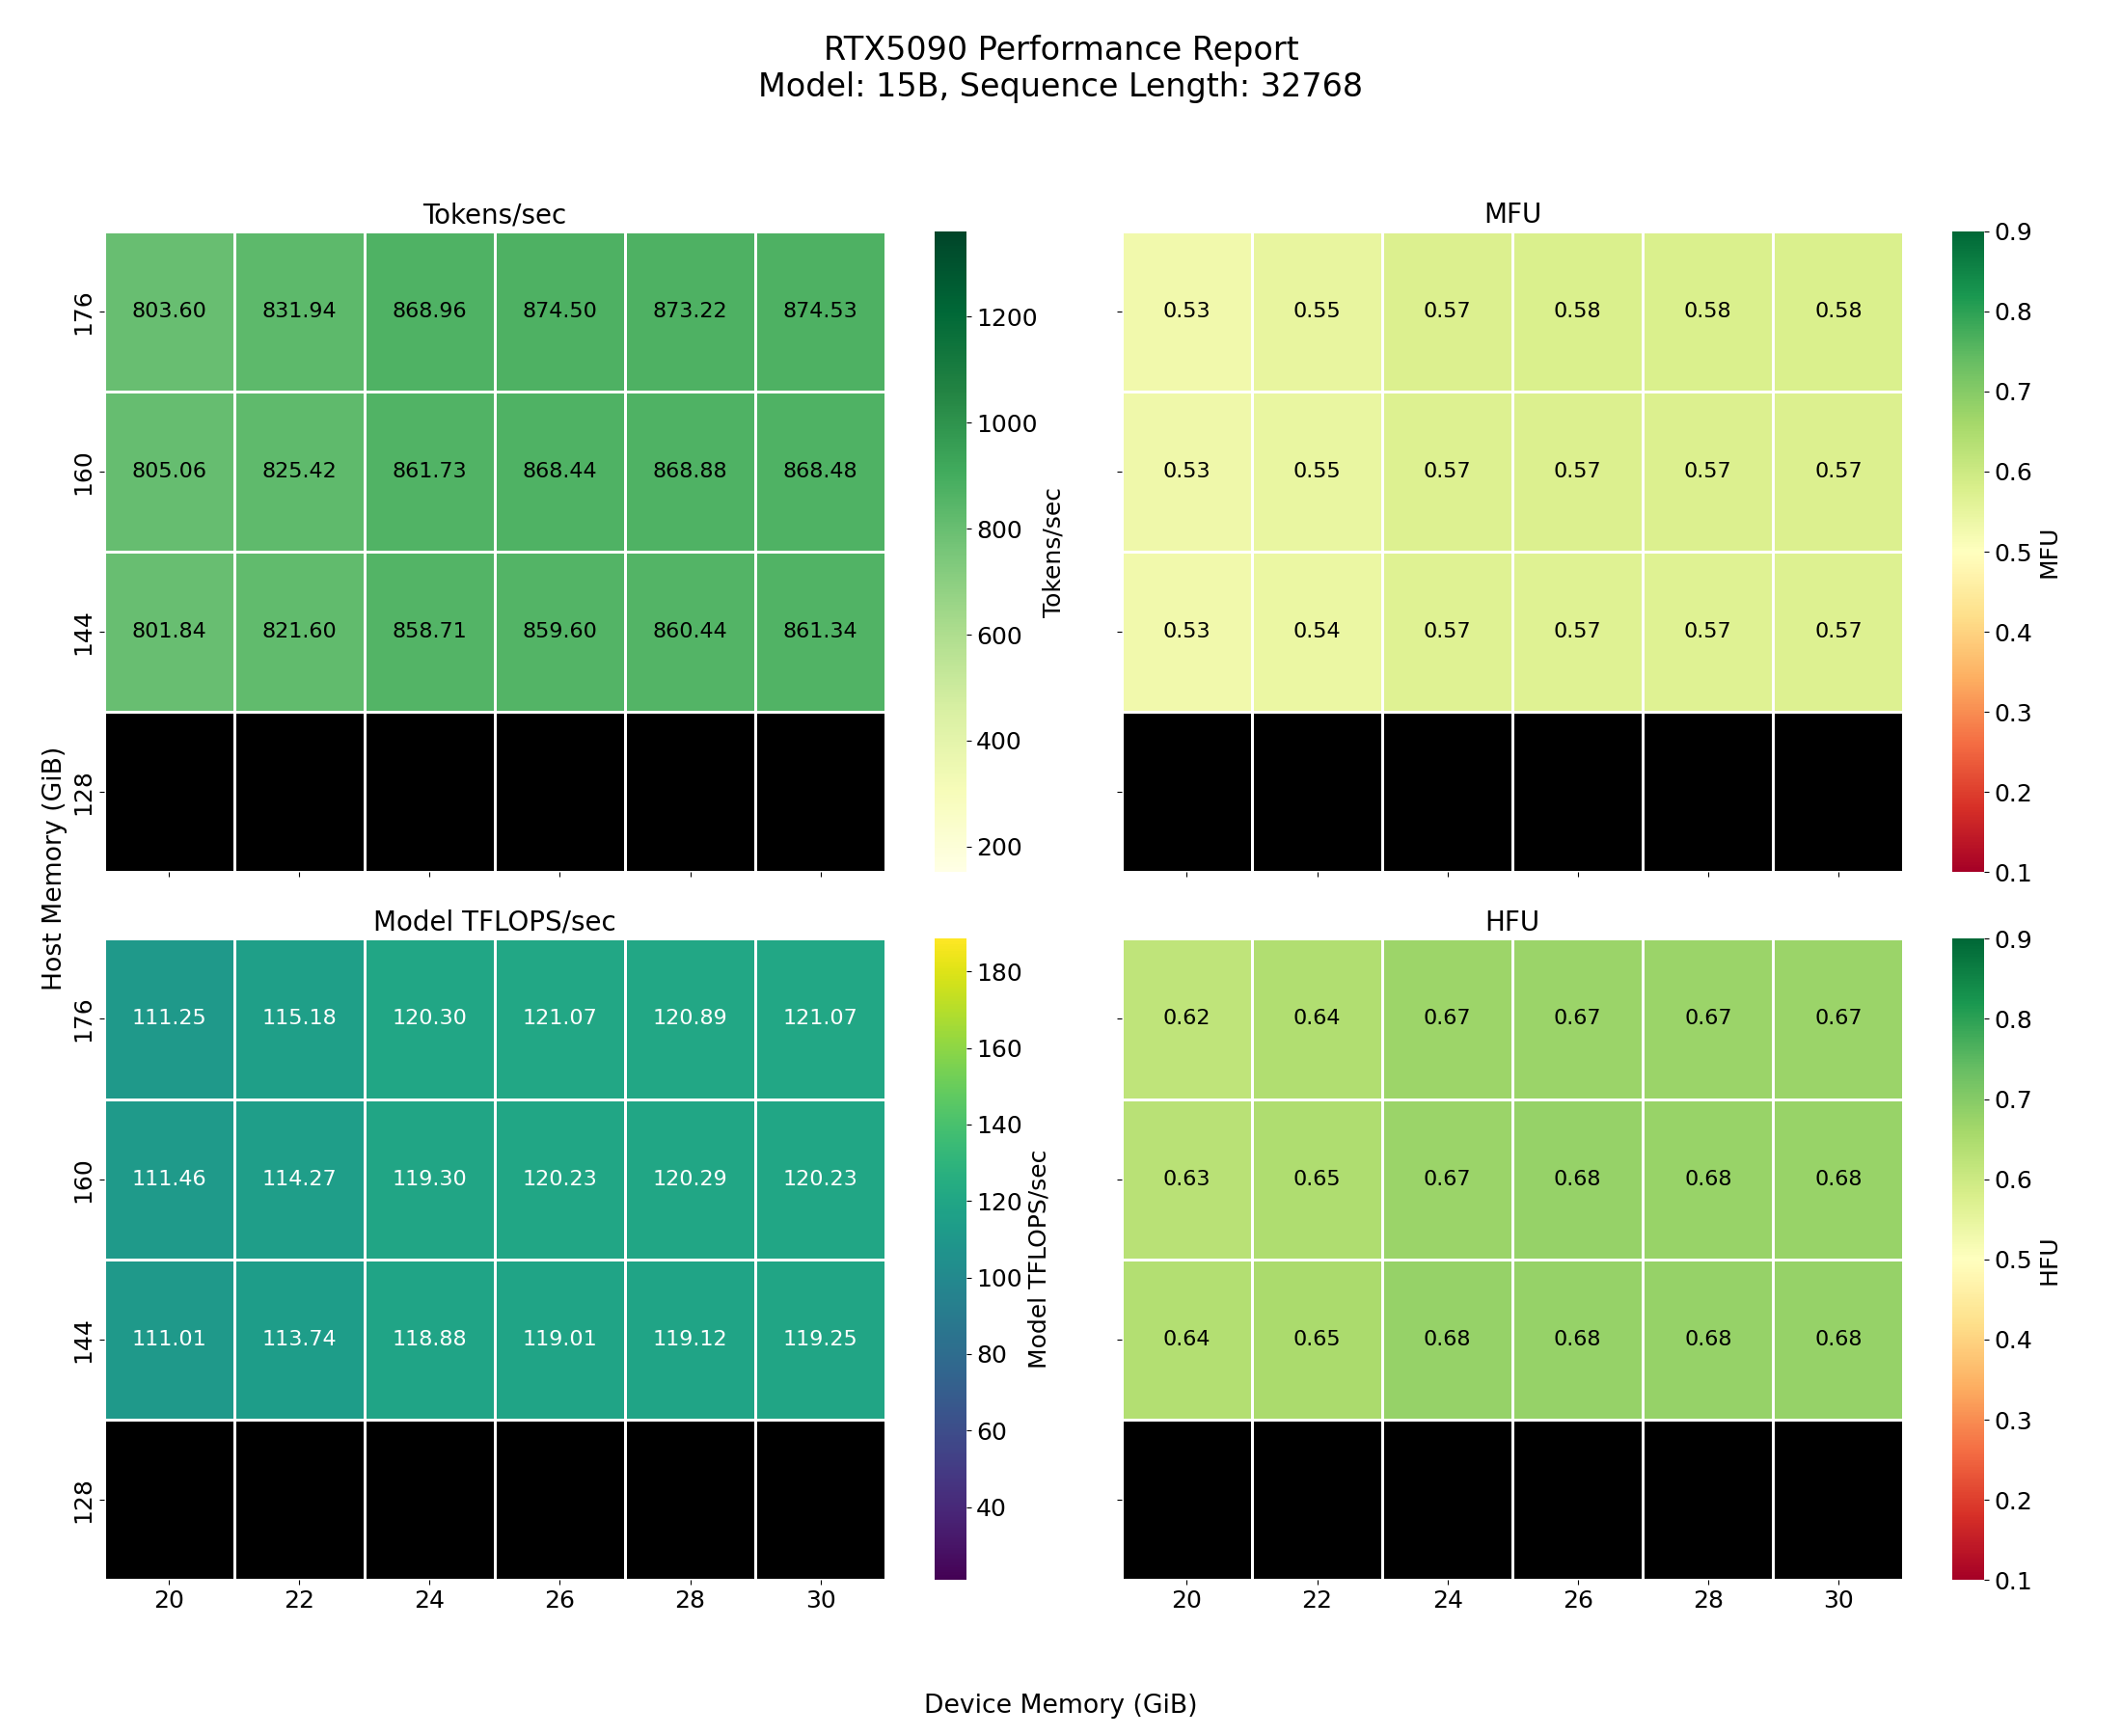 RTX5090 Performance Report
Model: 15B, Sequence Length: 32768
Tokens/sec
176
803.60 831.94 868.96 874.50 873.22 874.53
160
805.06 825.42 861.73 868.44 868.88 868.48
144
801.84 821.60 858.71 859.60 860.44 861.34
128
1200
1000
800
600
400
200
Tokens/sec
MFU
0.53 0.55 0.57 0.58 0.58 0.58
0.53 0.55 0.57 0.57 0.57 0.57
0.53 0.54 0.57 0.57 0.57 0.57
0.9
0.8
0.7
0.6
0.5
0.4
0.3
0.2
0.1
MFU
Host Memory (GiB)
Model TFLOPS/sec
176
111.25 115.18 120.30 121.07 120.89 121.07
160
111.46 114.27 119.30 120.23 120.29 120.23
144
111.01 113.74 118.88 119.01 119.12 119.25
128
20 22 24 26 28 30
180
160
140
120
100
80
60
40
Model TFLOPS/sec
HFU
0.62 0.64 0.67 0.67 0.67 0.67
0.63 0.65 0.67 0.68 0.68 0.68
0.64 0.65 0.68 0.68 0.68 0.68
20 22 24 26 28 30
0.9
0.8
0.7
0.6
0.5
0.4
0.3
0.2
0.1
HFU
Device Memory (GiB)